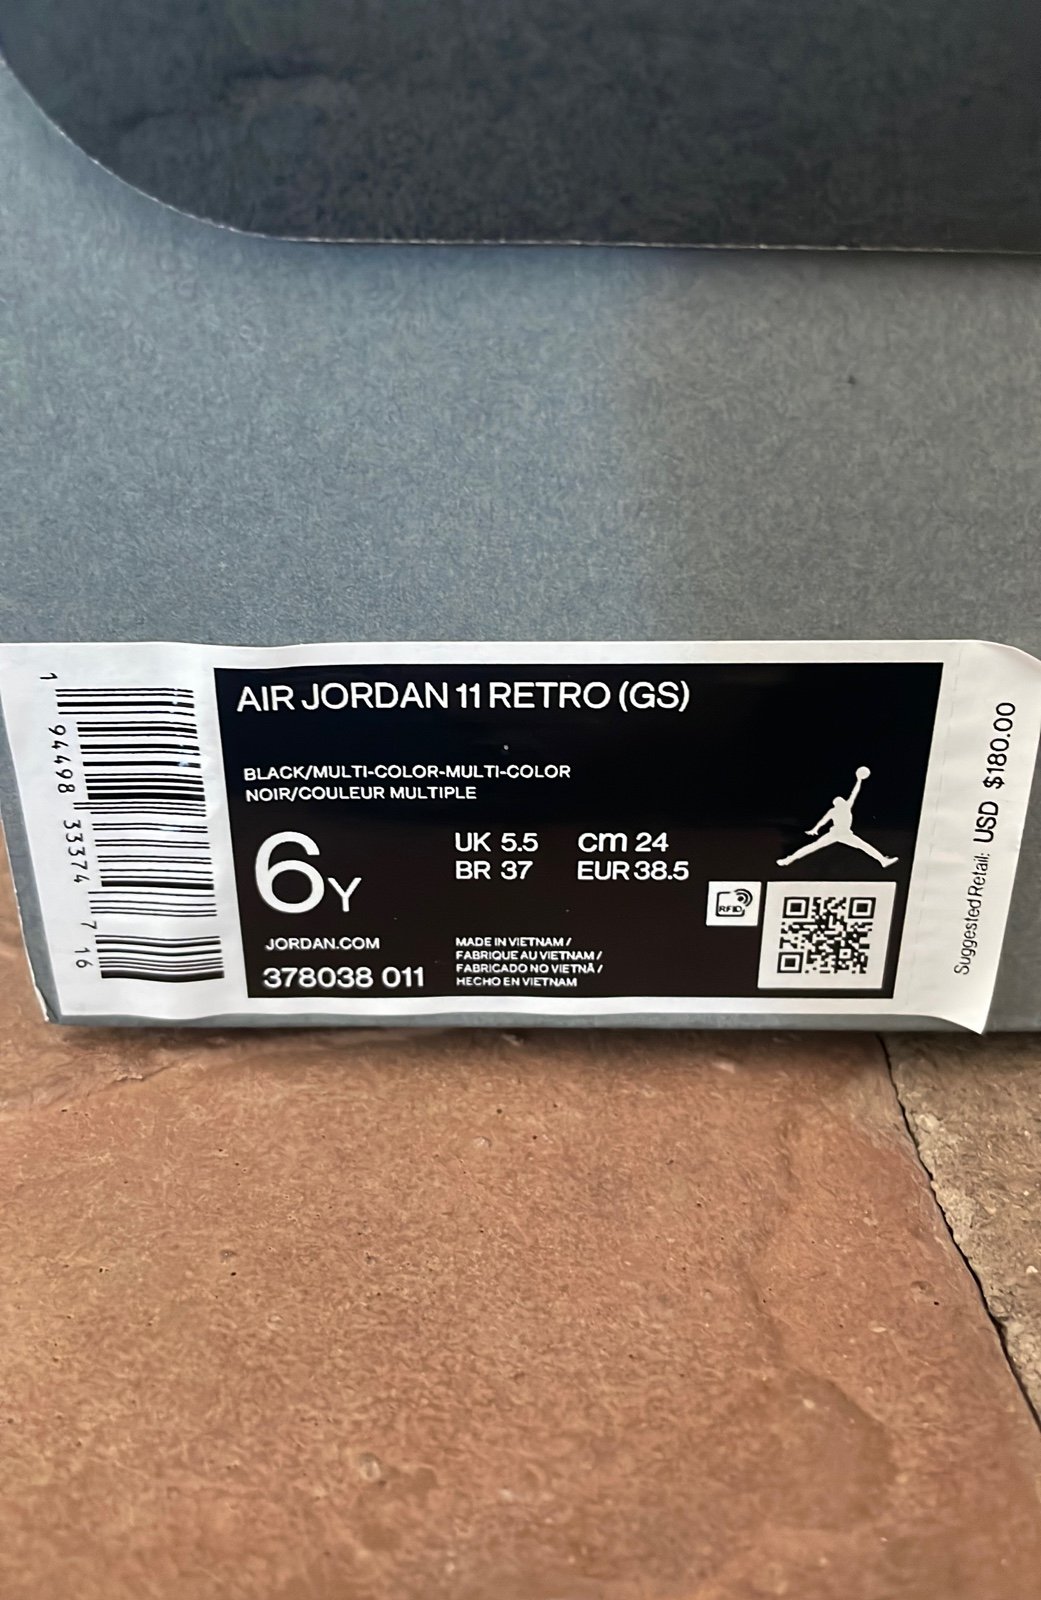 AIR JORDAN 11 RETRO (GS)
BLACK/MULTI-COLOR-MULTI-COLOR
NOIR/COULEUR MULTIPLE
6Y
UK 5.5 cm 24
BR 37 EUR 38.5
JORDAN.COM
378038 011
MADE IN VIETNAM /
FABRIQUE AU VIETNAM /
FABRICADO NO VIETNÃ /
HECHO EN VIETNAM
RFID
Suggested Retail: USD $180.00
1 94498 33374 7 16